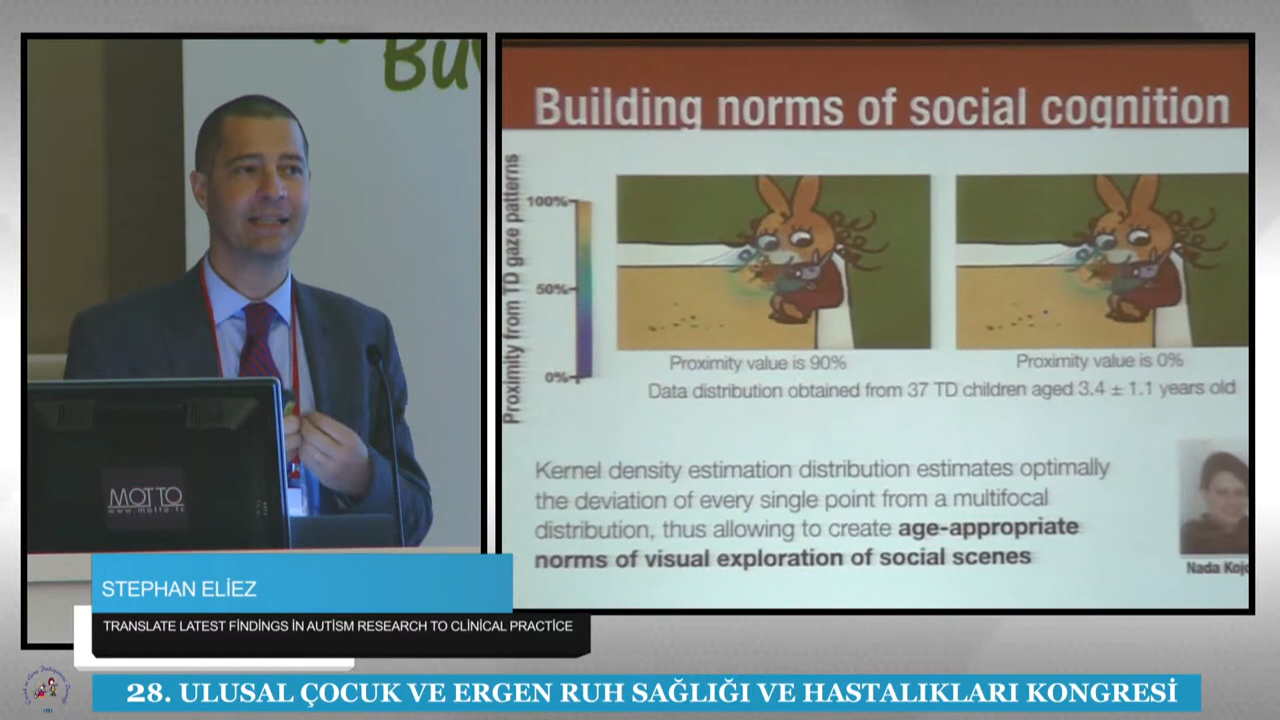 Building norms of social cognition
Proximity from TD gaze patterns
100%
50%
0%
Proximity value is 90%
Proximity value is 0%
Data distribution obtained from 37 TD children aged 3.4 ± 1.1 years old
Kernel density estimation distribution estimates optimally
the deviation of every single point from a multifocal
distribution, thus allowing to create age-appropriate
norms of visual exploration of social scenes
Nada
MOTTO
STEPHAN ELİEZ
TRANSLATE LATEST FİNDİNGS İN AUTİSM RESEARCH TO CLİNİCAL PRACTİCE
28. ULUSAL ÇOCUK VE ERGEN RUH SAĞLIĞI VE HASTALIKLARI KONGRESİ